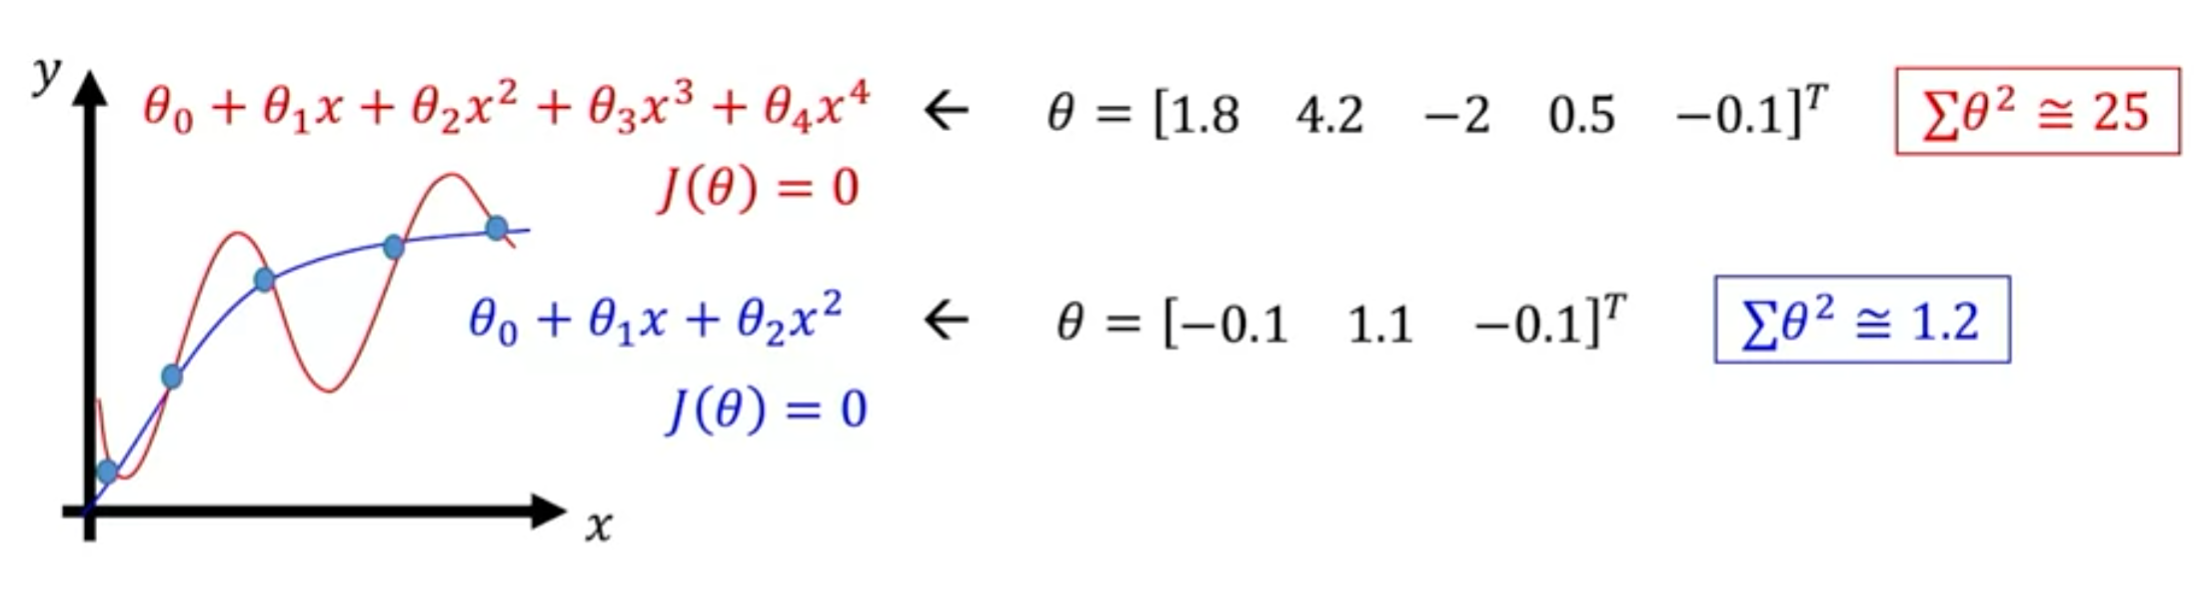 y
θ₀ + θ₁x + θ₂x² + θ₃x³ + θ₄x⁴ ← θ = [1.8 4.2 −2 0.5 −0.1]ᵀ ∑θ² ≅ 25
J(θ) = 0
θ₀ + θ₁x + θ₂x² ← θ = [−0.1 1.1 −0.1]ᵀ ∑θ² ≅ 1.2
J(θ) = 0
x